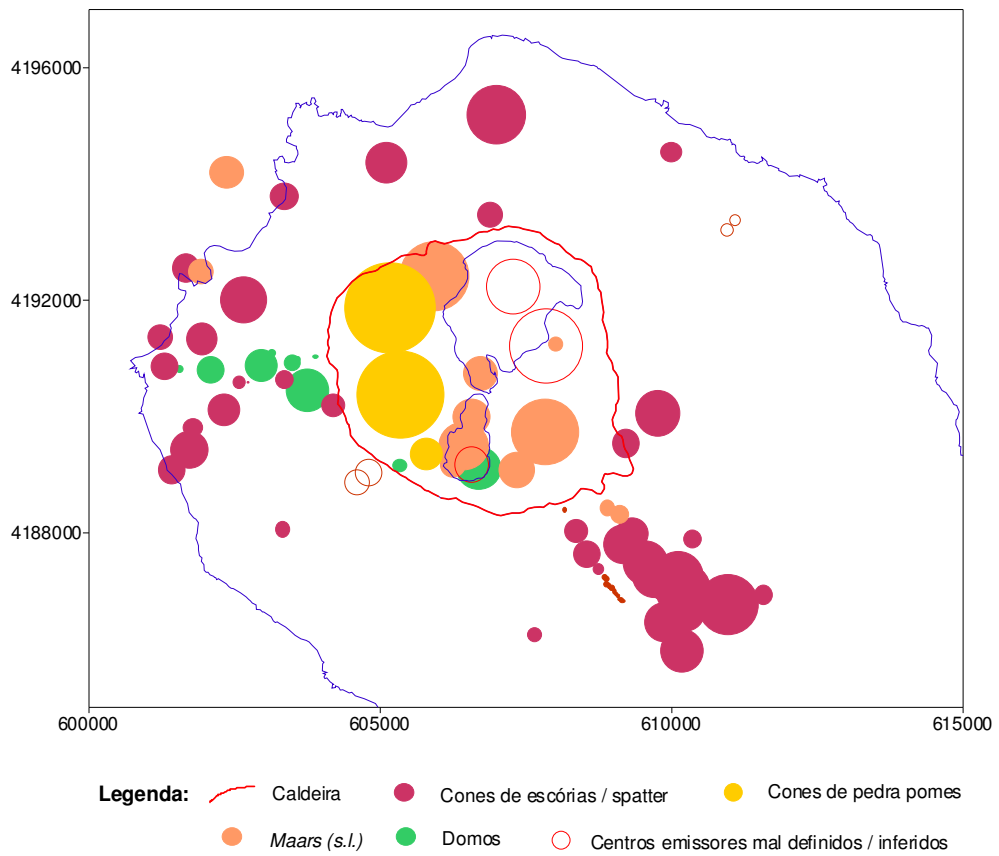 4196000
4192000
4188000
600000 605000 610000 615000
Legenda: Caldeira Cones de escórias / spatter Cones de pedra pomes
Maars (s.l.) Domos Centros emissores mal definidos / inferidos